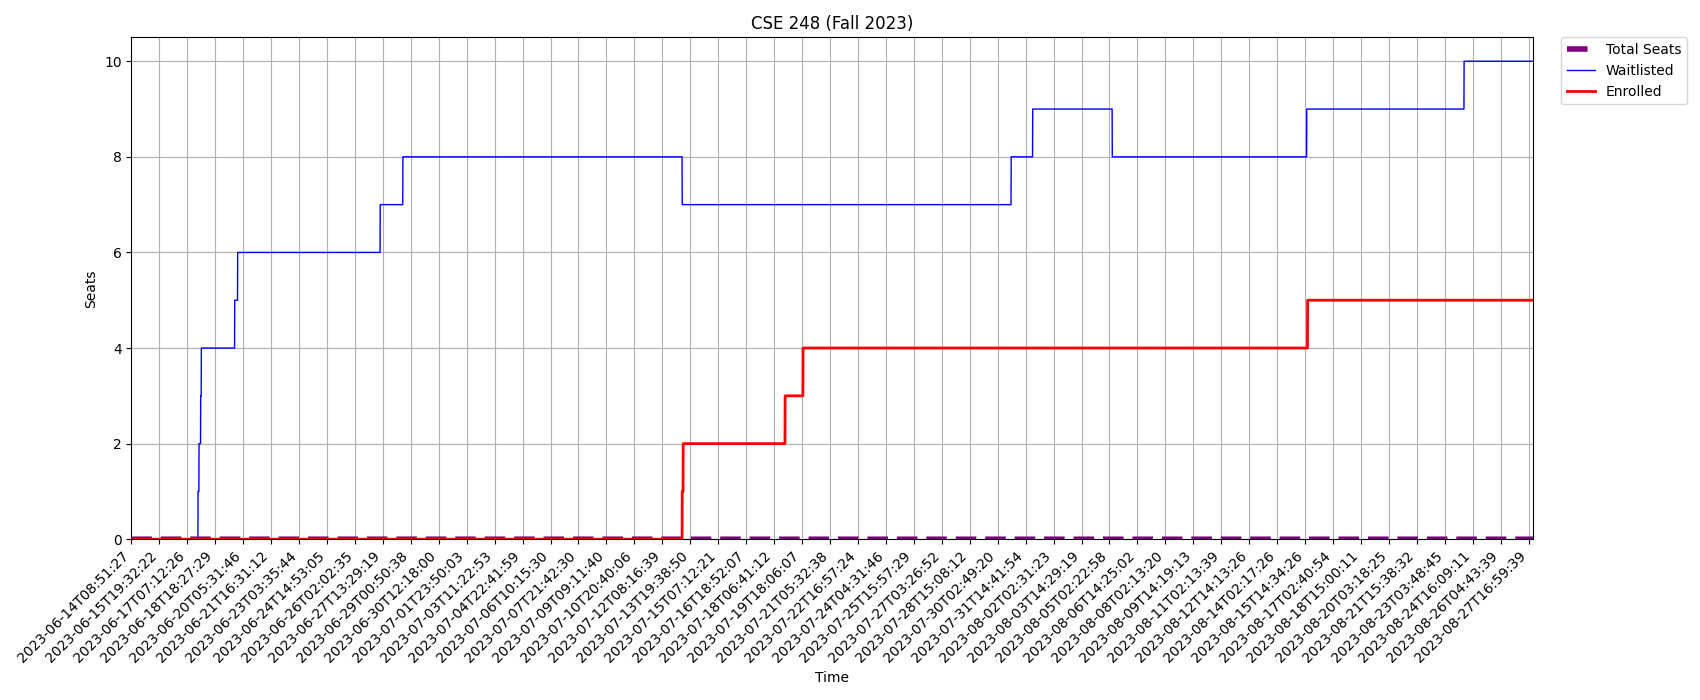 CSE 248 (Fall 2023)
Total Seats
Waitlisted
Enrolled
Seats
10
8
6
4
2
0
2023-06-14T08:51:27
2023-06-15T19:32:22
2023-06-17T07:12:26
2023-06-18T18:27:29
2023-06-20T05:31:46
2023-06-21T16:31:12
2023-06-23T03:35:44
2023-06-24T14:53:05
2023-06-26T02:02:35
2023-06-27T13:29:19
2023-06-29T00:50:38
2023-06-30T12:18:00
2023-07-01T23:50:03
2023-07-03T11:22:53
2023-07-04T22:41:59
2023-07-06T10:15:30
2023-07-07T21:42:30
2023-07-09T09:11:40
2023-07-10T20:40:06
2023-07-12T08:16:39
2023-07-13T19:38:50
2023-07-15T07:12:21
2023-07-16T18:52:07
2023-07-18T06:41:12
2023-07-19T18:06:07
2023-07-21T05:32:38
2023-07-22T16:57:24
2023-07-24T04:31:46
2023-07-25T15:57:29
2023-07-27T03:26:52
2023-07-28T15:08:12
2023-07-30T02:49:20
2023-07-31T14:41:54
2023-08-02T02:31:23
2023-08-03T14:29:19
2023-08-05T02:22:58
2023-08-06T14:25:02
2023-08-08T02:13:20
2023-08-09T14:19:13
2023-08-11T02:13:39
2023-08-12T14:13:26
2023-08-14T02:17:26
2023-08-15T14:34:26
2023-08-17T02:40:54
2023-08-18T15:00:11
2023-08-20T03:18:25
2023-08-21T15:38:32
2023-08-23T03:48:45
2023-08-24T16:09:11
2023-08-26T04:43:39
2023-08-27T16:59:39
Time